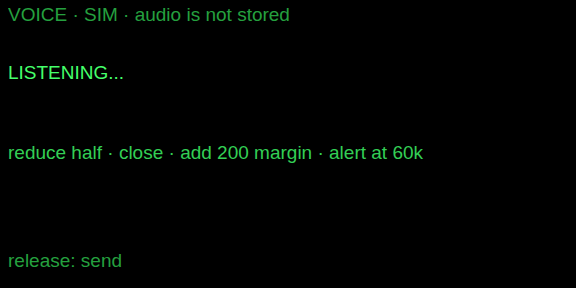 VOICE · SIM · audio is not stored
LISTENING...
reduce half · close · add 200 margin · alert at 60k
release: send